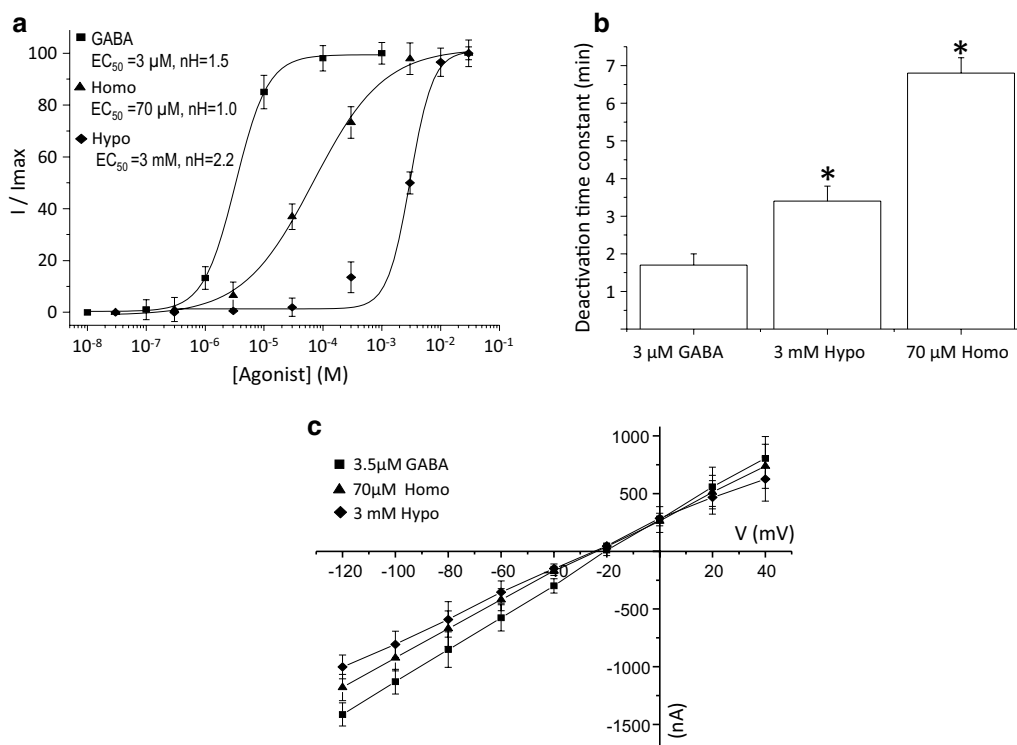 a
GABA
EC50 =3 µM, nH=1.5
Homo
EC50 =70 µM, nH=1.0
Hypo
EC50 =3 mM, nH=2.2
I / Imax
100
80
60
40
20
0
10-8 10-7 10-6 10-5 10-4 10-3 10-2 10-1
[Agonist] (M)
b
Deactivation time constant (min)
7
6
5
4
3
2
1
*
*
3 µM GABA 3 mM Hypo 70 µM Homo
c
3.5µM GABA
70µM Homo
3 mM Hypo
1000
500
V (mV)
-120 -100 -80 -60 -40 -20 0 20 40
-500
-1000
-1500
(nA)